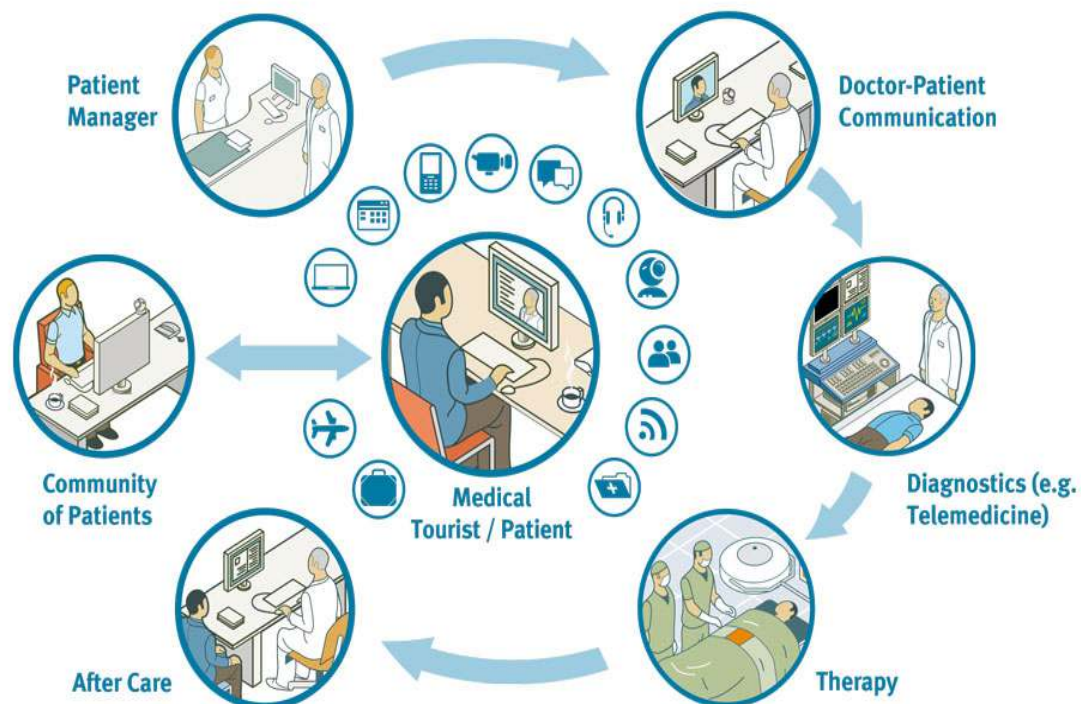 Patient
Manager
Doctor-Patient
Communication
Community
of Patients
Medical
Tourist / Patient
Diagnostics (e.g.
Telemedicine)
After Care
Therapy